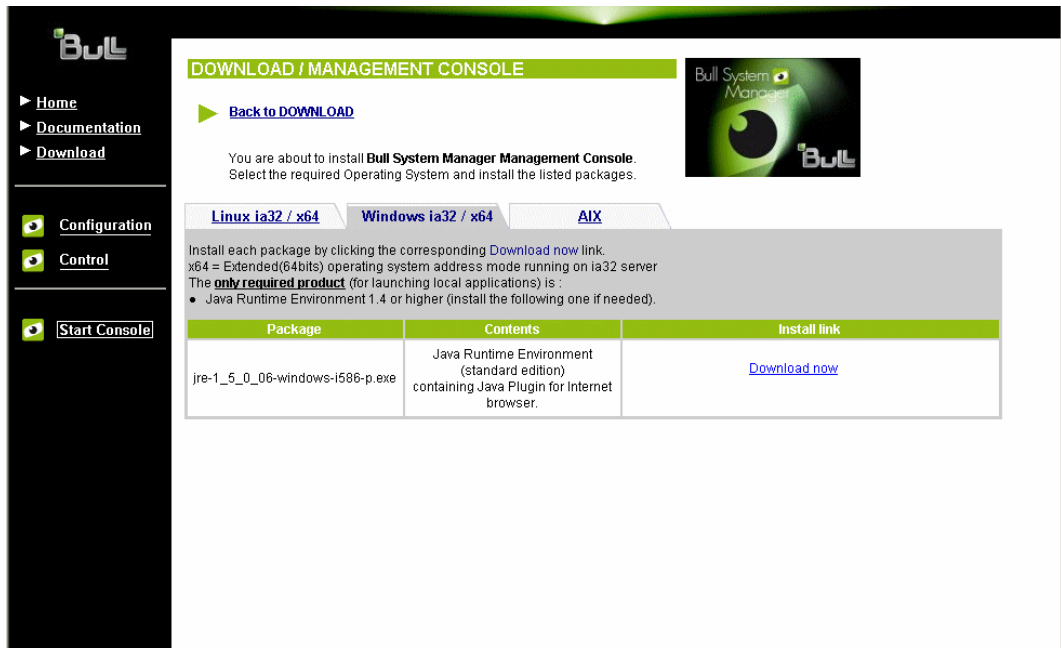 Bull
Home
Documentation
Download
Configuration
Control
Start Console
DOWNLOAD / MANAGEMENT CONSOLE
Back to DOWNLOAD
Bull System
Manager
Bull
You are about to install Bull System Manager Management Console.
Select the required Operating System and install the listed packages.
Linux ia32 / x64 Windows ia32 / x64 AIX
Install each package by clicking the corresponding Download now link.
x64 = Extended(64bits) operating system address mode running on ia32 server
The only required product (for launching local applications) is :
• Java Runtime Environment 1.4 or higher (install the following one if needed).
Package Contents Install link
jre-1_5_0_06-windows-i586-p.exe
Java Runtime Environment
(standard edition)
containing Java Plugin for Internet
browser.
Download now